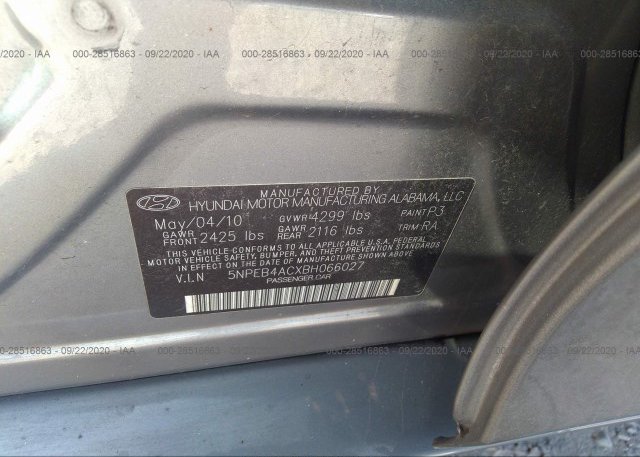 000-28516863 - 09/22/2020 - IAA
000-28516863 - 09/22/2020 - IAA
000-28516863 - 09/22/2020 - IAA
MANUFACTURED BY
HYUNDAI MOTOR MANUFACTURING ALABAMA, LLC
May/04/10 GVWR 4299 lbs PAINT P3
GAWR FRONT 2425 lbs GAWR REAR 2116 lbs TRIM RA
THIS VEHICLE CONFORMS TO ALL APPLICABLE U.S.A. FEDERAL
MOTOR VEHICLE SAFETY, BUMPER, AND THEFT PREVENTION STANDARDS
IN EFFECT ON THE DATE OF MANUFACTURE SHOWN ABOVE.
V.I.N 5NPEB4ACXBH066027
PASSENGER CAR
000-28516863 - 09/22/2020 - IAA
000-28516863 - 09/22/2020 - IAA
000-28516863 - 09/22/2020 - IAA